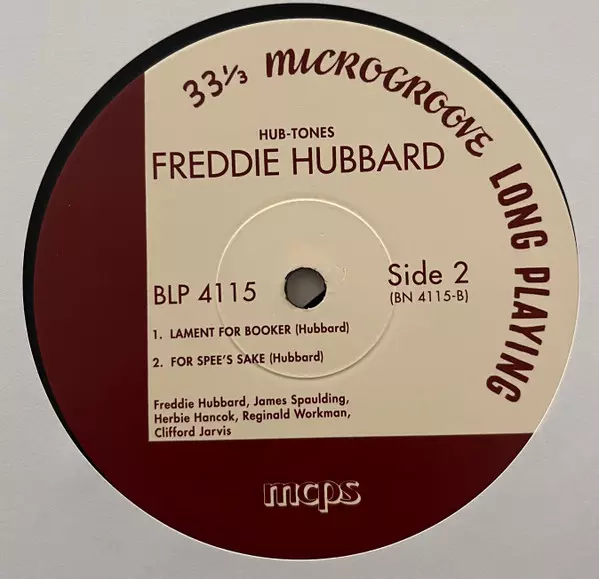 33⅓ MICROGROOVE LONG PLAYING
HUB-TONES
FREDDIE HUBBARD
BLP 4115
Side 2
(BN 4115-B)
1. LAMENT FOR BOOKER (Hubbard)
2. FOR SPEE'S SAKE (Hubbard)
Freddie Hubbard, James Spaulding,
Herbie Hancok, Reginald Workman,
Clifford Jarvis
mcps